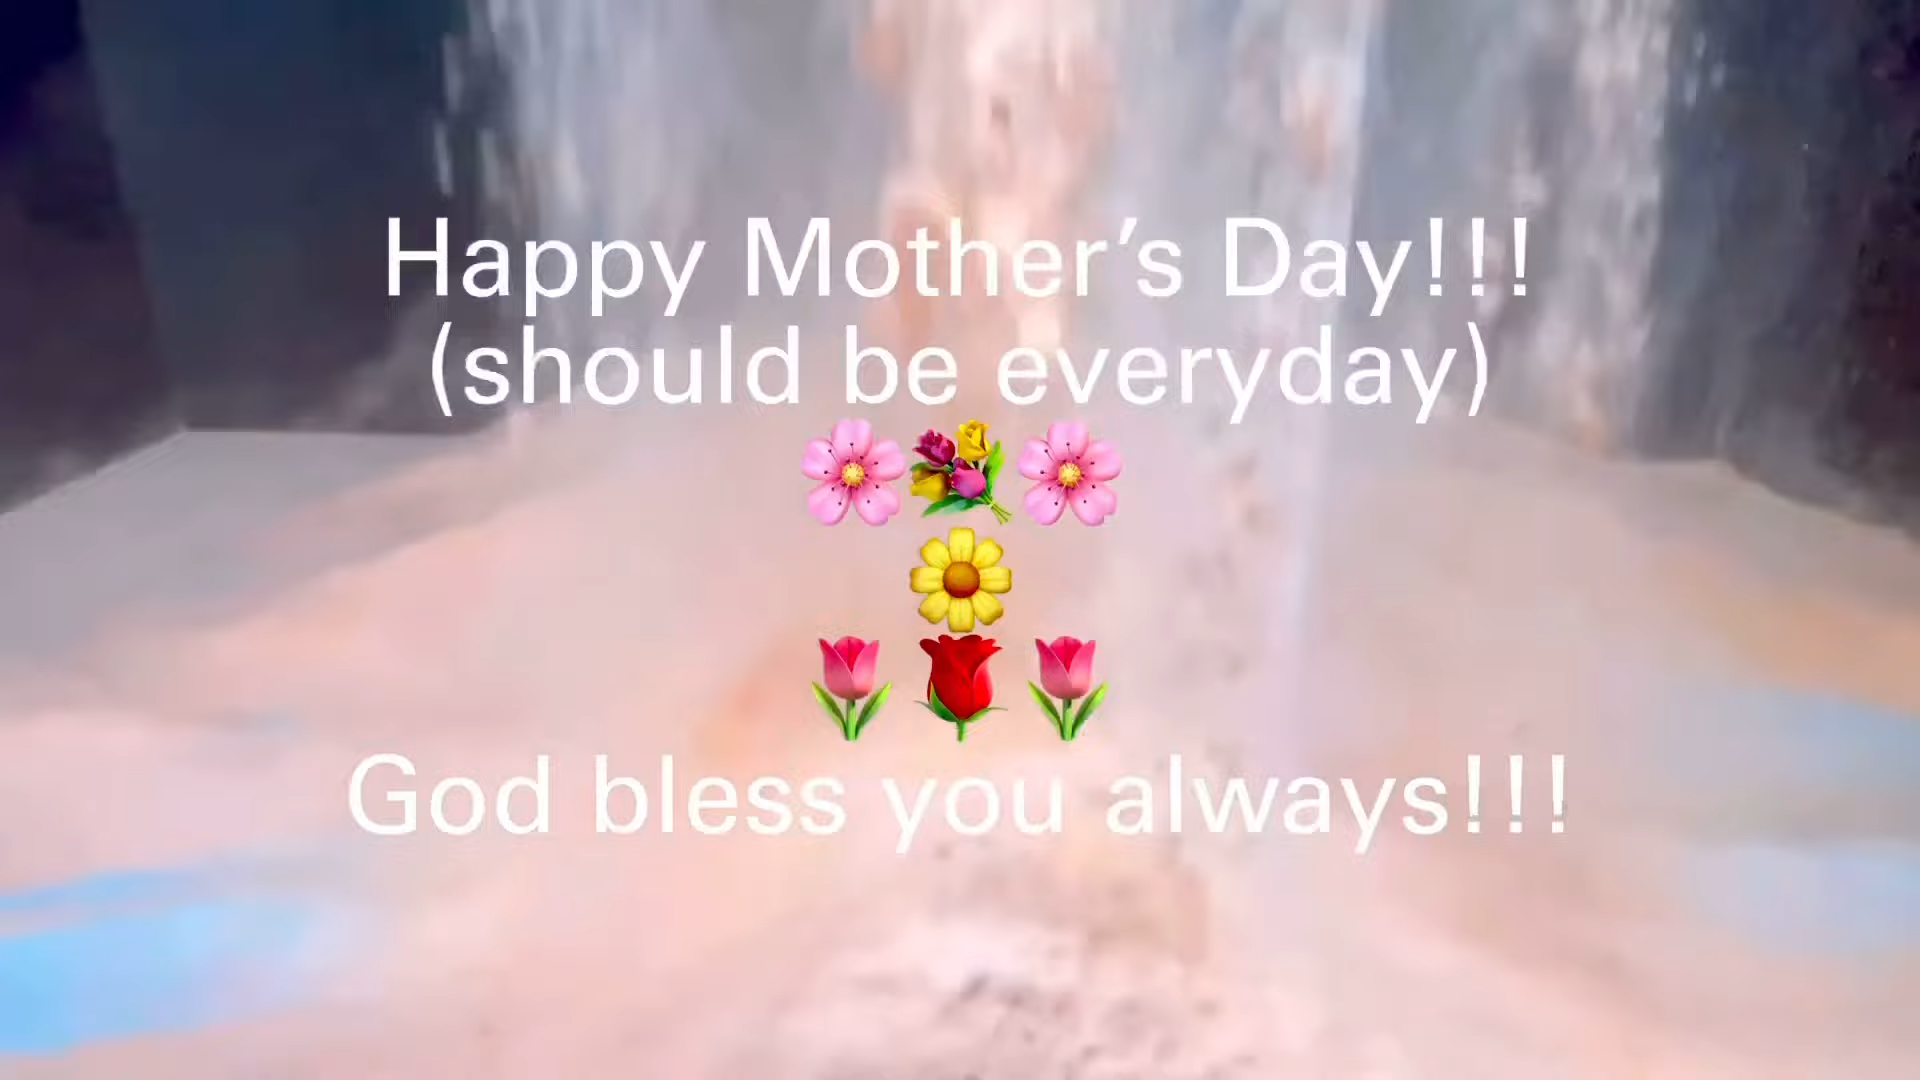 Happy Mother’s Day!!!
(should be everyday)
🌸💐🌸
🌼
🌷🌹🌷
God bless you always!!!